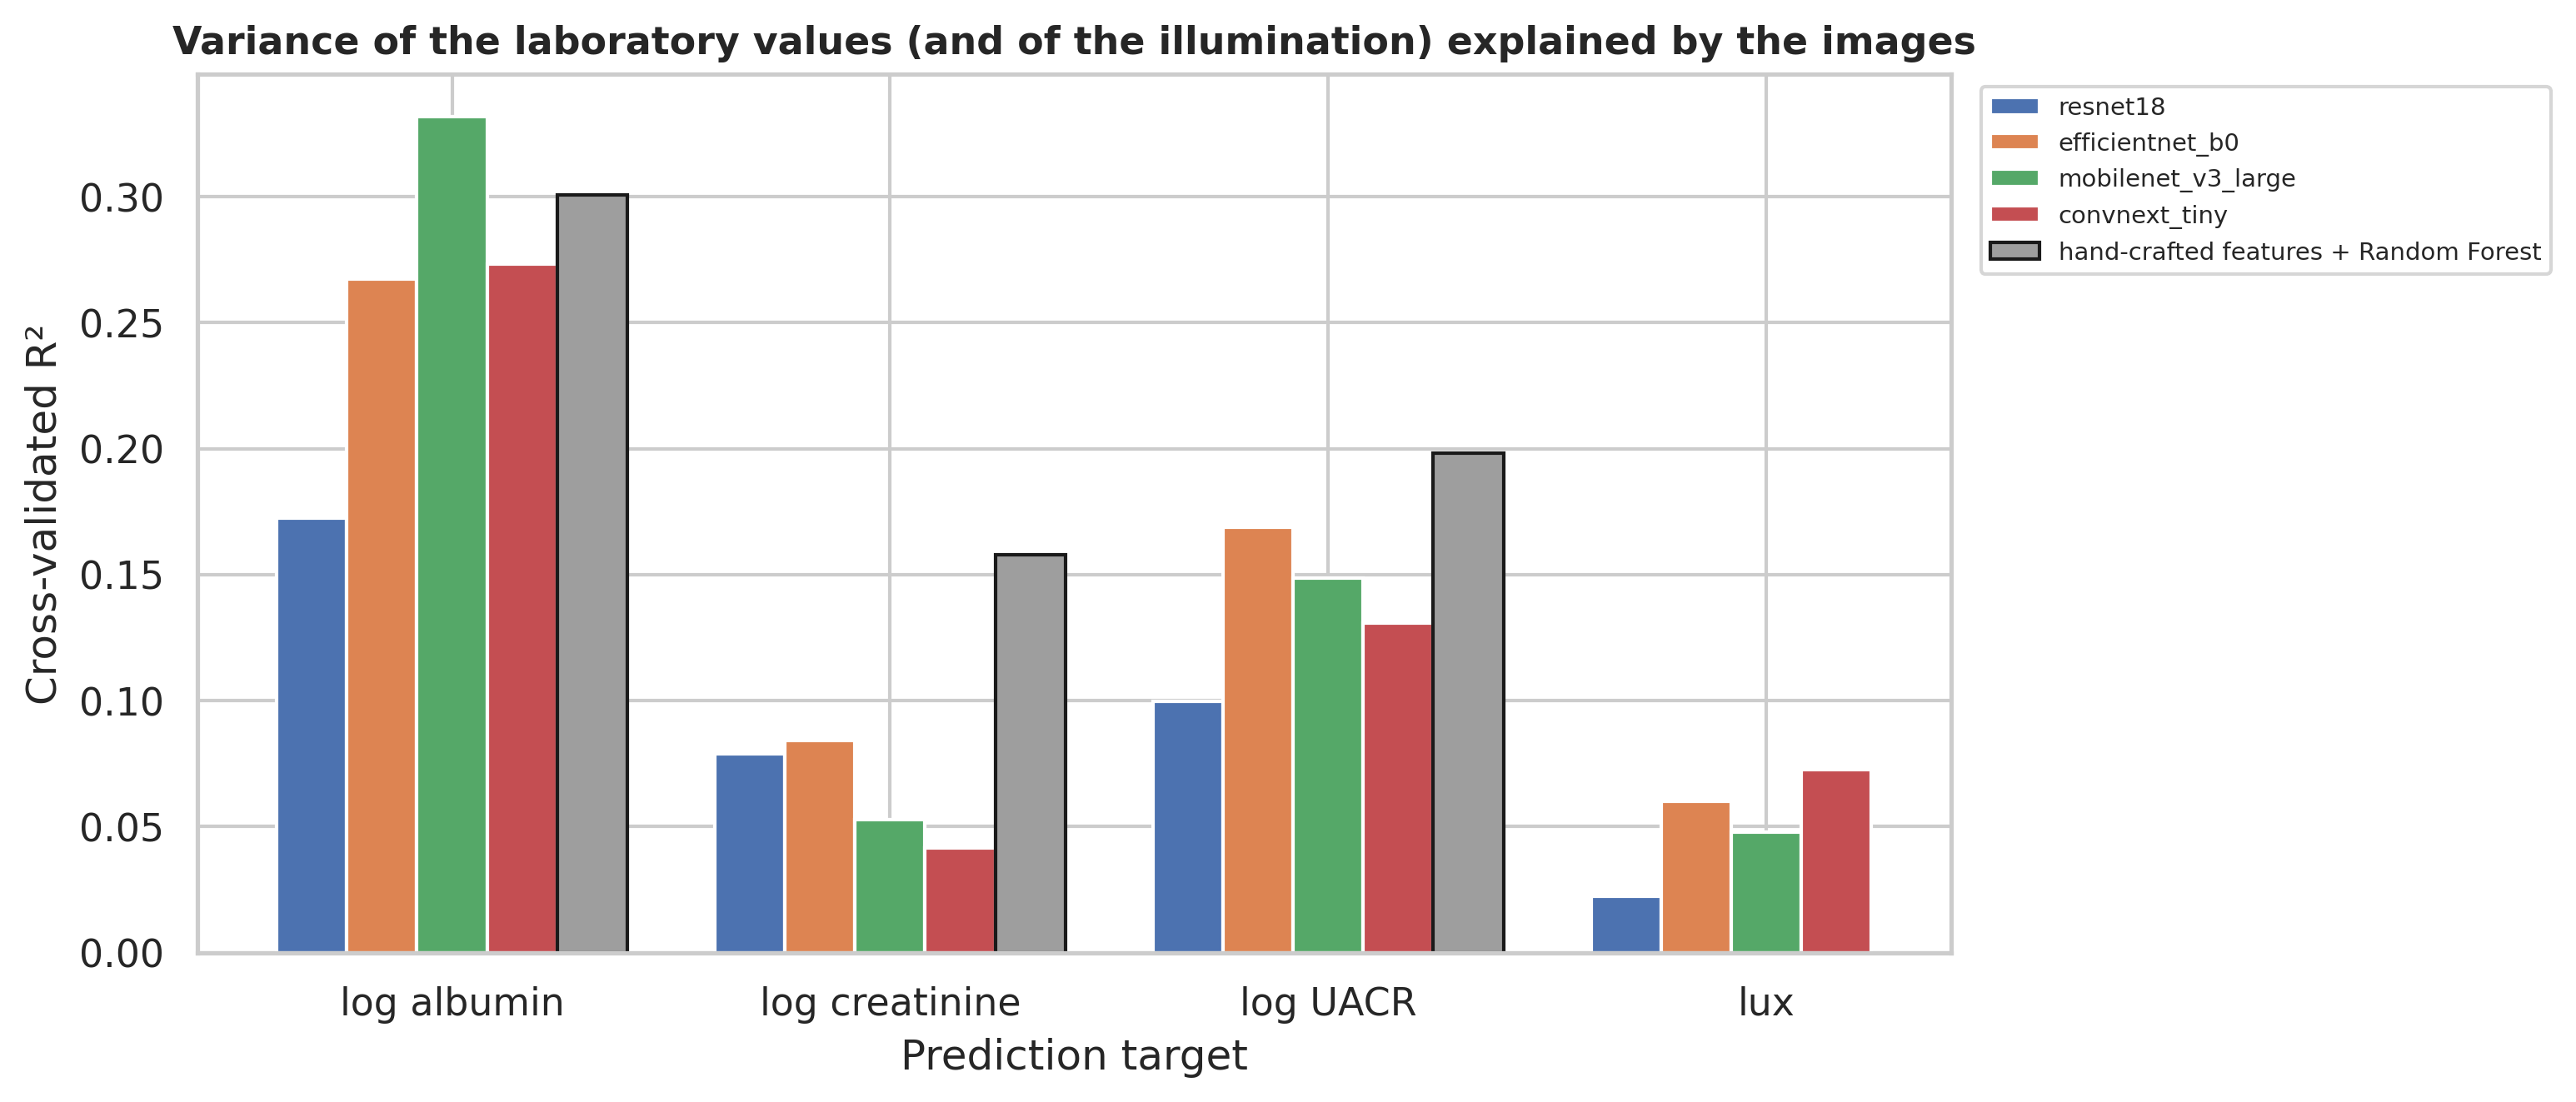 Variance of the laboratory values (and of the illumination) explained by the images
resnet18
efficientnet_b0
mobilenet_v3_large
convnext_tiny
hand-crafted features + Random Forest
Cross-validated R²
0.30
0.25
0.20
0.15
0.10
0.05
0.00
log albumin
log creatinine
log UACR
lux
Prediction target